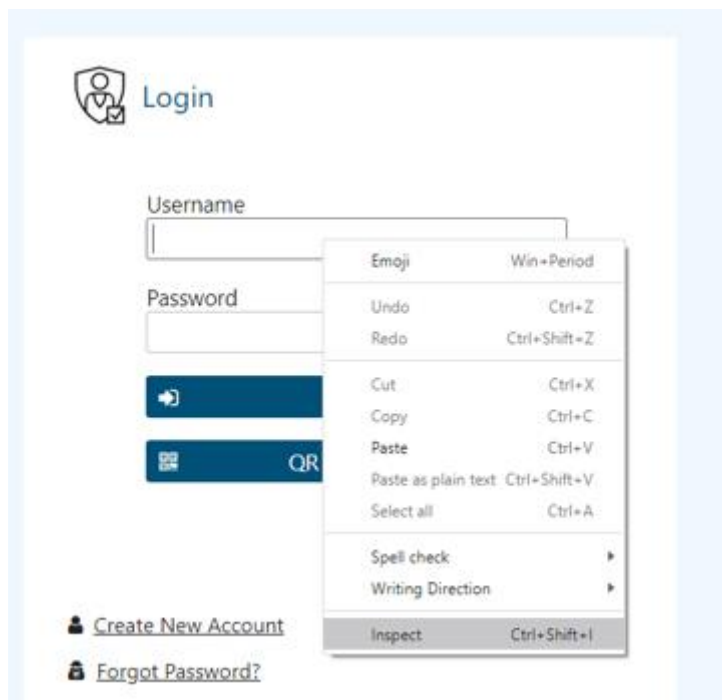 Login
Username
Password
QR
Emoji Win+Period
Undo Ctrl+Z
Redo Ctrl+Shift+Z
Cut Ctrl+X
Copy Ctrl+C
Paste Ctrl+V
Paste as plain text Ctrl+Shift+V
Select all Ctrl+A
Spell check
Writing Direction
Inspect Ctrl+Shift+I
Create New Account
Forgot Password?